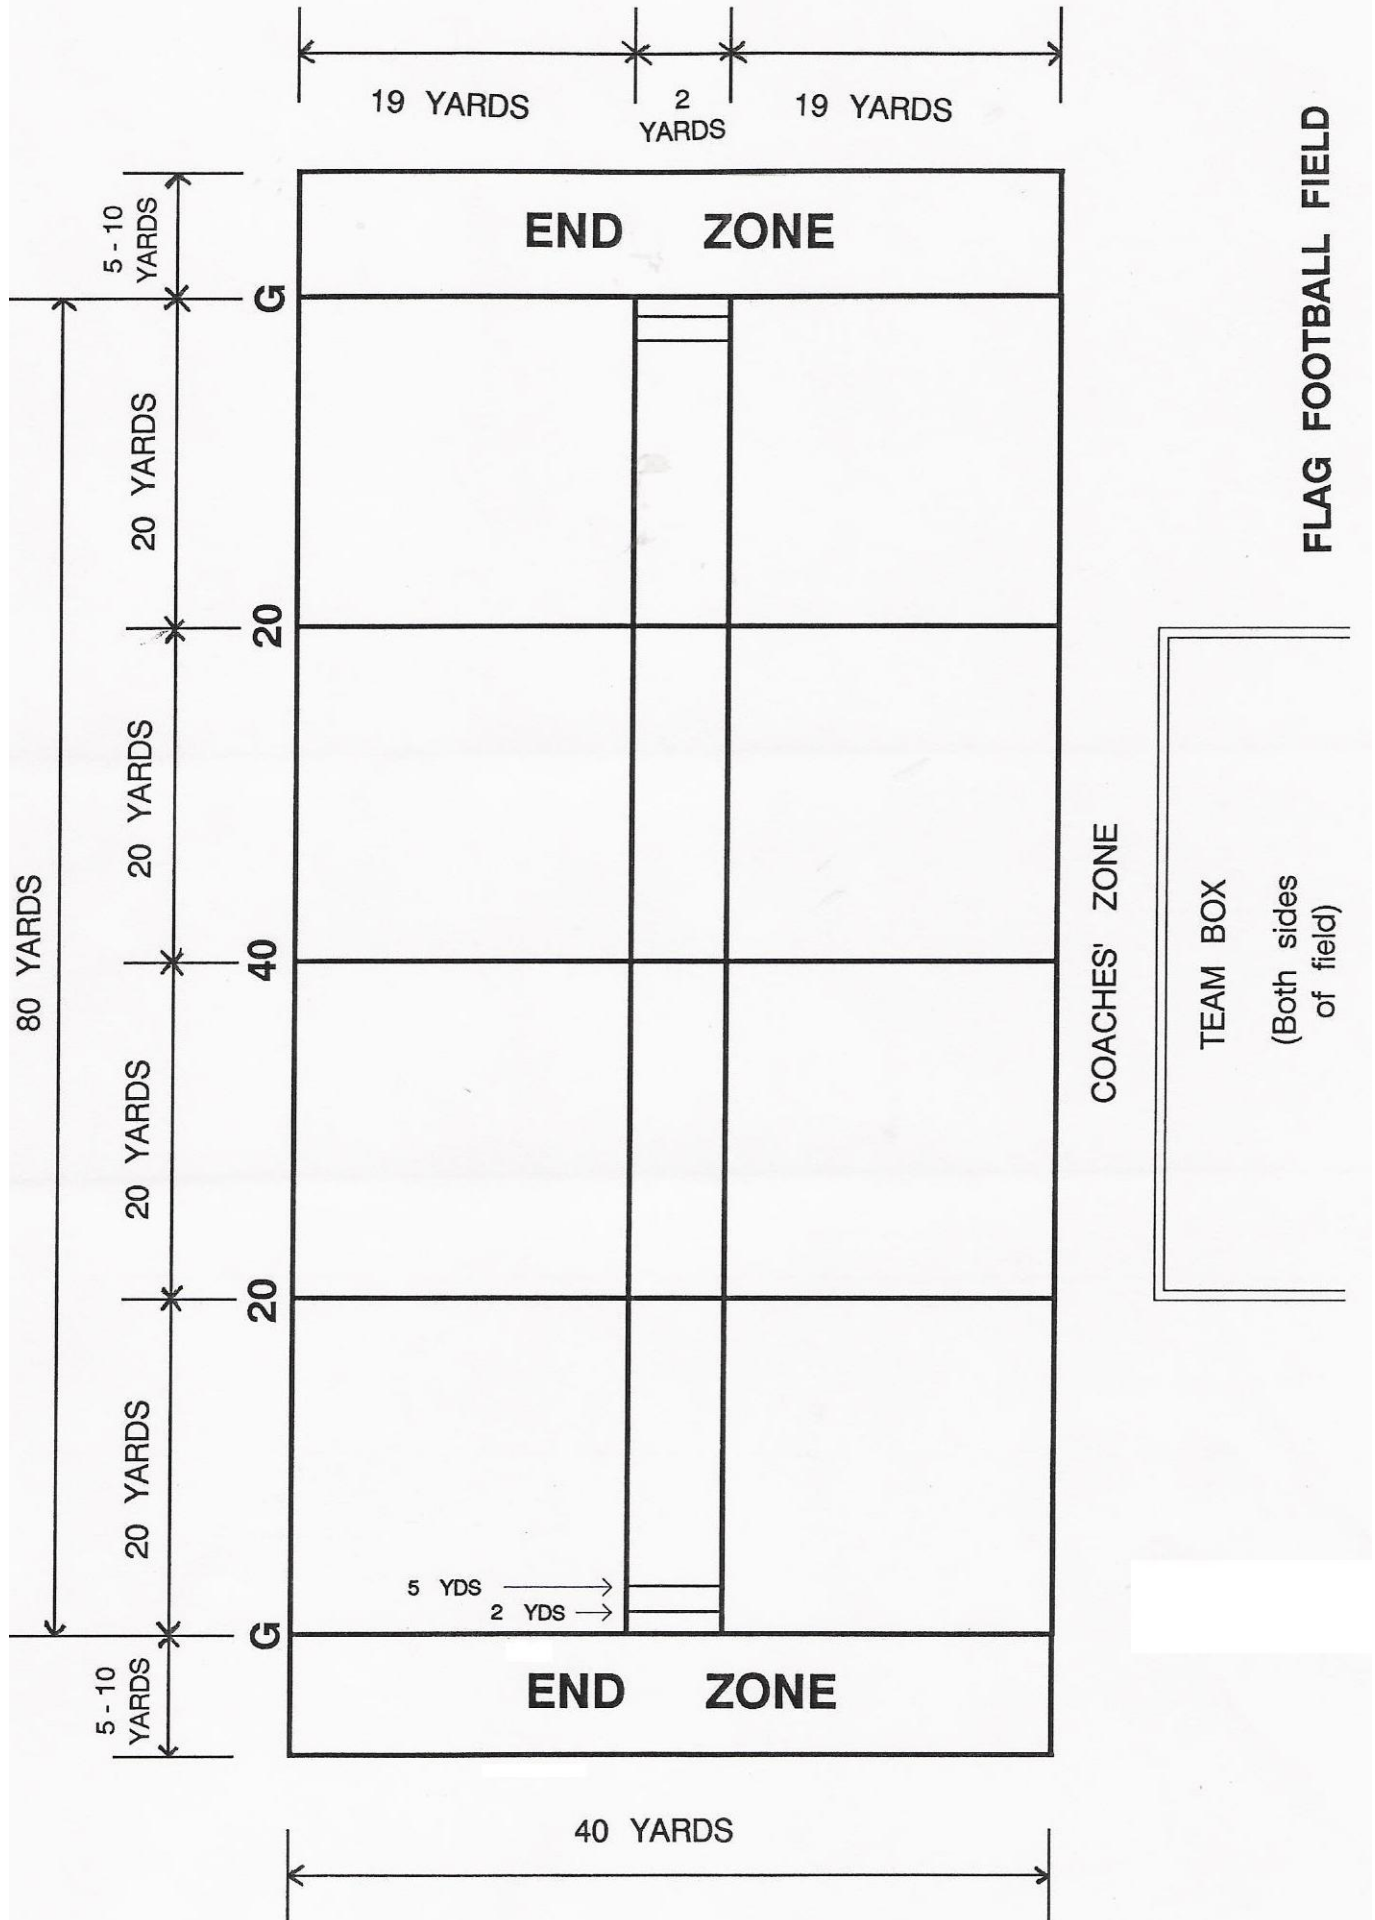 19 YARDS
2
YARDS
19 YARDS
FLAG FOOTBALL FIELD
5 - 10
YARDS
END ZONE
G
20 YARDS
20
20 YARDS
80 YARDS
40
COACHES' ZONE
TEAM BOX
(Both sides
of field)
20 YARDS
20
20 YARDS
5 YDS
2 YDS
G
5 - 10
YARDS
END ZONE
40 YARDS